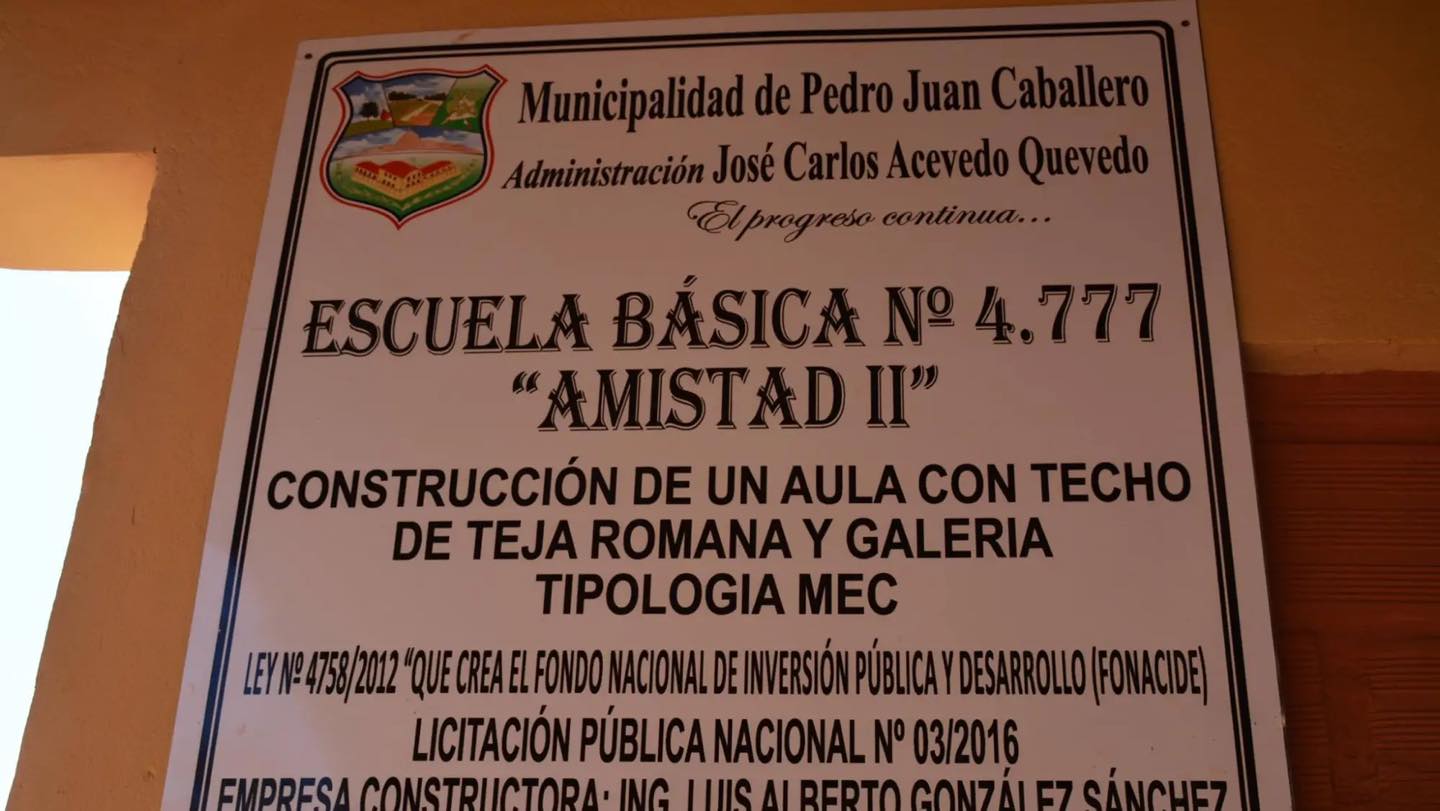 Municipalidad de Pedro Juan Caballero
Administración José Carlos Acevedo Quevedo
El progreso continua...
ESCUELA BÁSICA Nº 4.777
“AMISTAD II”
CONSTRUCCIÓN DE UN AULA CON TECHO
DE TEJA ROMANA Y GALERIA
TIPOLOGIA MEC
LEY Nº 4758/2012 “QUE CREA EL FONDO NACIONAL DE INVERSIÓN PÚBLICA Y DESARROLLO (FONACIDE)
LICITACIÓN PÚBLICA NACIONAL Nº 03/2016
EMPRESA CONSTRUCTORA: ING. LUIS ALBERTO GONZÁLEZ SÁNCHEZ